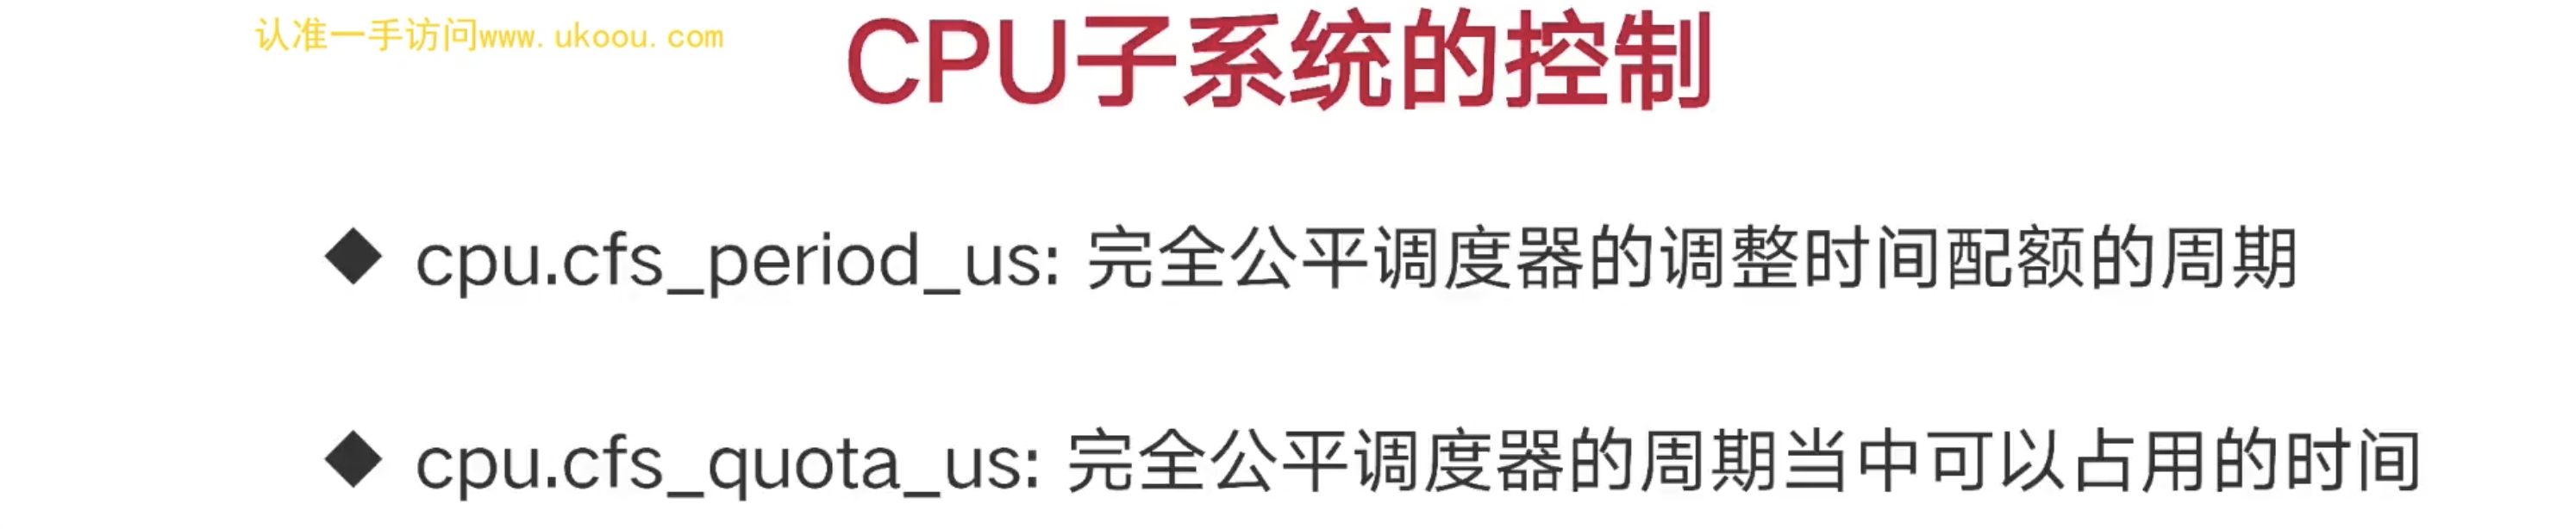 认准一手访问www.ukoou.com
CPU子系统的控制
◆ cpu.cfs_period_us: 完全公平调度器的调整时间配额的周期
◆ cpu.cfs_quota_us: 完全公平调度器的周期当中可以占用的时间